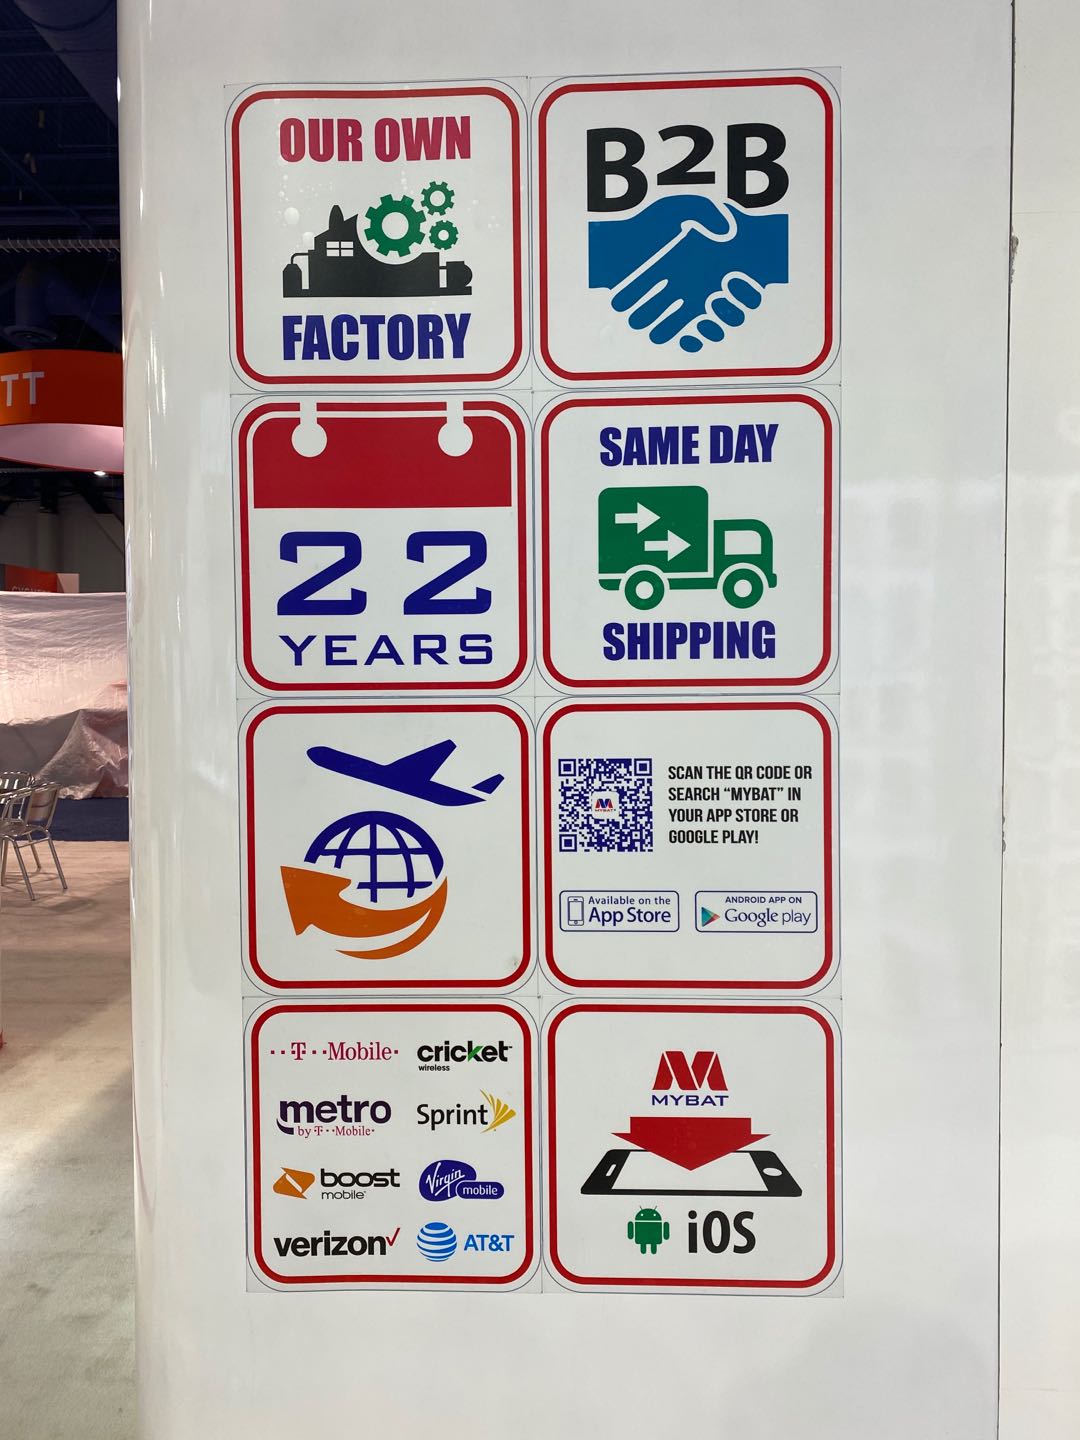 OUR OWN
FACTORY
B2B
22
YEARS
SAME DAY
SHIPPING
SCAN THE QR CODE OR
SEARCH “MYBAT” IN
YOUR APP STORE OR
GOOGLE PLAY!
MYBAT
Available on the
App Store
ANDROID APP ON
Google play
T··Mobile·
cricket
wireless
metro
by T··Mobile·
Sprint
boost
mobile
Virgin
mobile
verizon
AT&T
MYBAT
iOS
TT